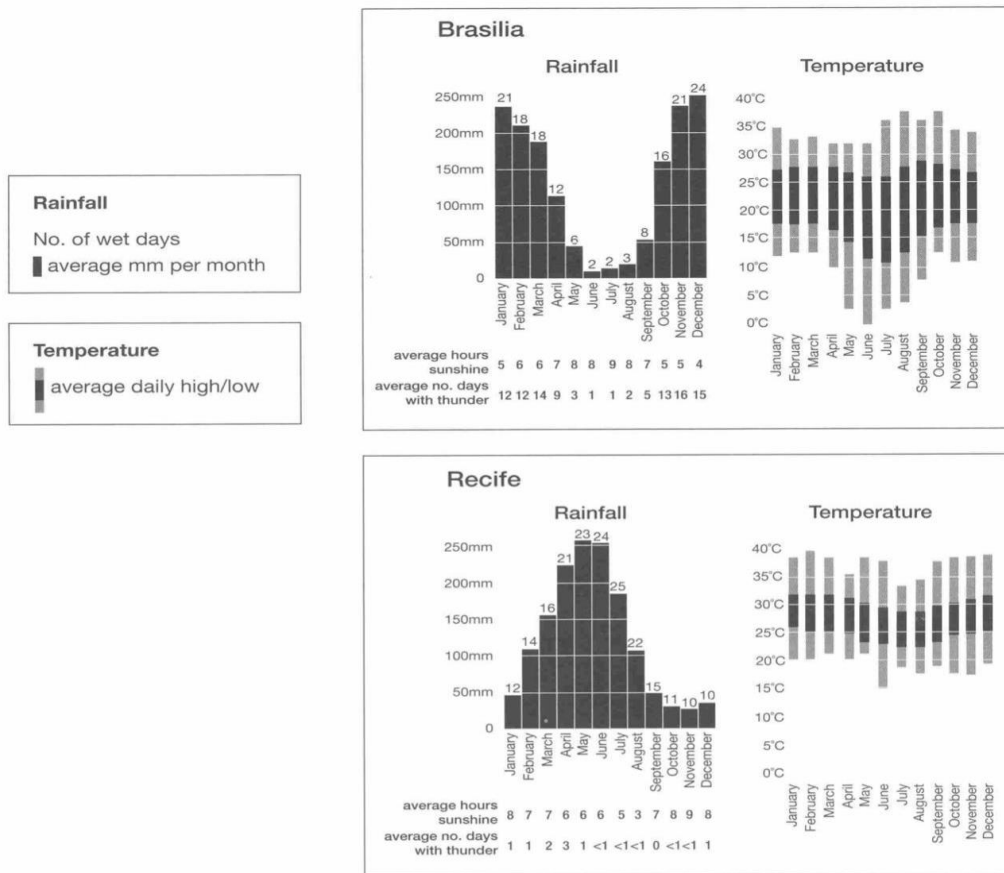 Rainfall
No. of wet days
average mm per month
Temperature
average daily high/low
Brasilia
Rainfall
250mm
200mm
150mm
100mm
50mm
0
21 18 18 12 6 2 2 3 8 16 21 24
January February March April May June July August September October November December
average hours
sunshine 5 6 6 7 8 8 9 8 7 5 5 4
average no. days
with thunder 12 12 14 9 3 1 1 2 5 13 16 15
Temperature
40°C
35°C
30°C
25°C
20°C
15°C
10°C
5°C
0°C
January February March April May June July August September October November December
Recife
Rainfall
250mm
200mm
150mm
100mm
50mm
0
12 14 16 21 23 24 25 22 15 11 10 10
January February March April May June July August September October November December
average hours
sunshine 8 7 7 6 6 6 5 3 7 8 9 8
average no. days
with thunder 1 1 2 3 1 <1 <1 <1 0 <1 <1 1
Temperature
40°C
35°C
30°C
25°C
20°C
15°C
10°C
5°C
0°C
January February March April May June July August September October November December